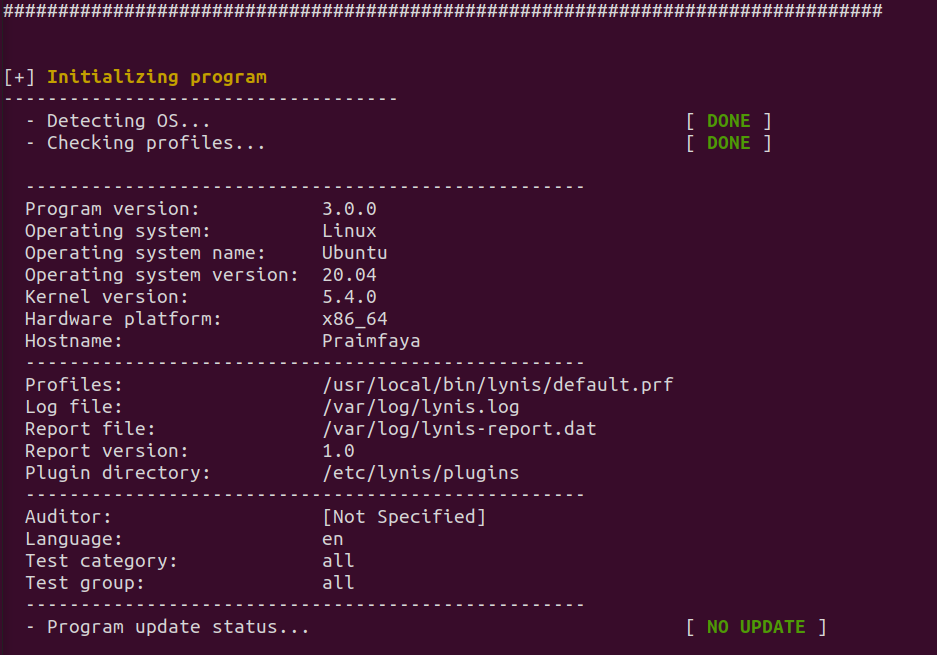 ################################################################################
[+] Initializing program
------------------------------------
- Detecting OS... [ DONE ]
- Checking profiles... [ DONE ]
---------------------------------------------------
Program version: 3.0.0
Operating system: Linux
Operating system name: Ubuntu
Operating system version: 20.04
Kernel version: 5.4.0
Hardware platform: x86_64
Hostname: Praimfaya
---------------------------------------------------
Profiles: /usr/local/bin/lynis/default.prf
Log file: /var/log/lynis.log
Report file: /var/log/lynis-report.dat
Report version: 1.0
Plugin directory: /etc/lynis/plugins
---------------------------------------------------
Auditor: [Not Specified]
Language: en
Test category: all
Test group: all
---------------------------------------------------
- Program update status... [ NO UPDATE ]